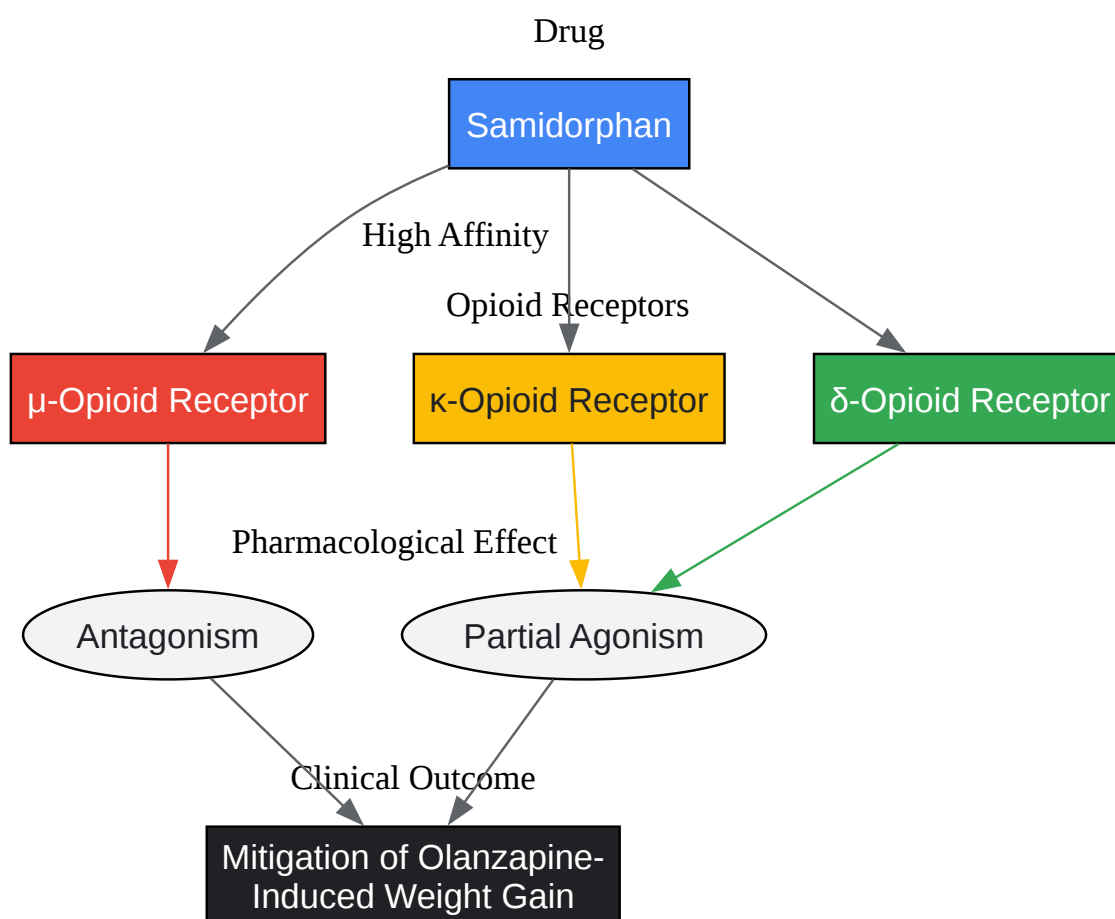 Drug
Samidorphan
High Affinity
Opioid Receptors
μ-Opioid Receptor
κ-Opioid Receptor
δ-Opioid Receptor
Pharmacological Effect
Antagonism
Partial Agonism
Clinical Outcome
Mitigation of Olanzapine-
Induced Weight Gain